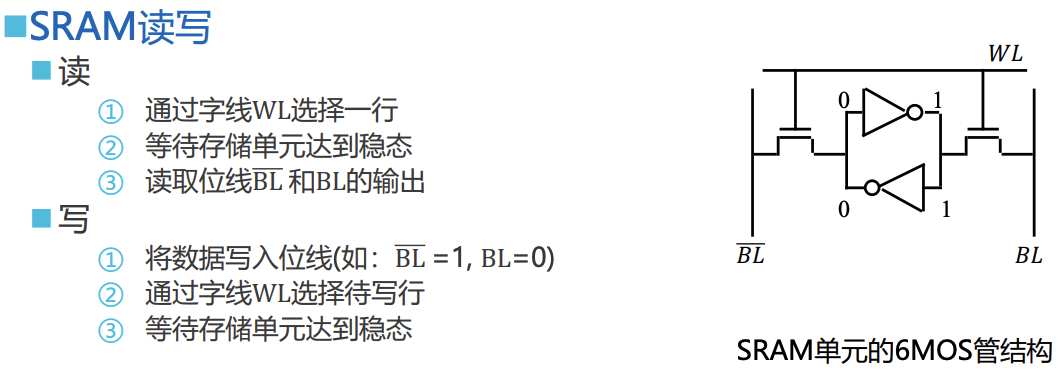 SRAM读写
读
① 通过字线WL选择一行
② 等待存储单元达到稳态
③ 读取位线B̅L̅ 和BL的输出
写
① 将数据写入位线(如：B̅L̅ =1, BL=0)
② 通过字线WL选择待写行
③ 等待存储单元达到稳态
WL
0 1
0 1
B̅L̅ BL
SRAM单元的6MOS管结构